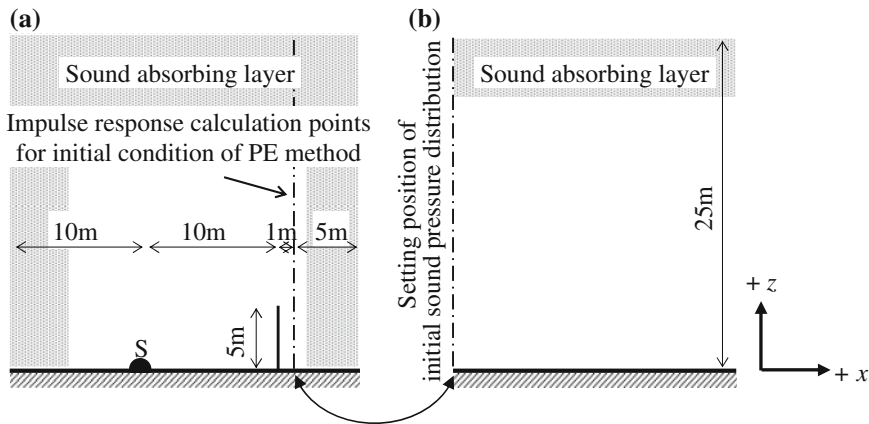 (a)
Sound absorbing layer
Impulse response calculation points
for initial condition of PE method
10m
10m
1m
5m
5m
S
(b)
Sound absorbing layer
Setting position of
initial sound pressure distribution
25m
+ z
+ x